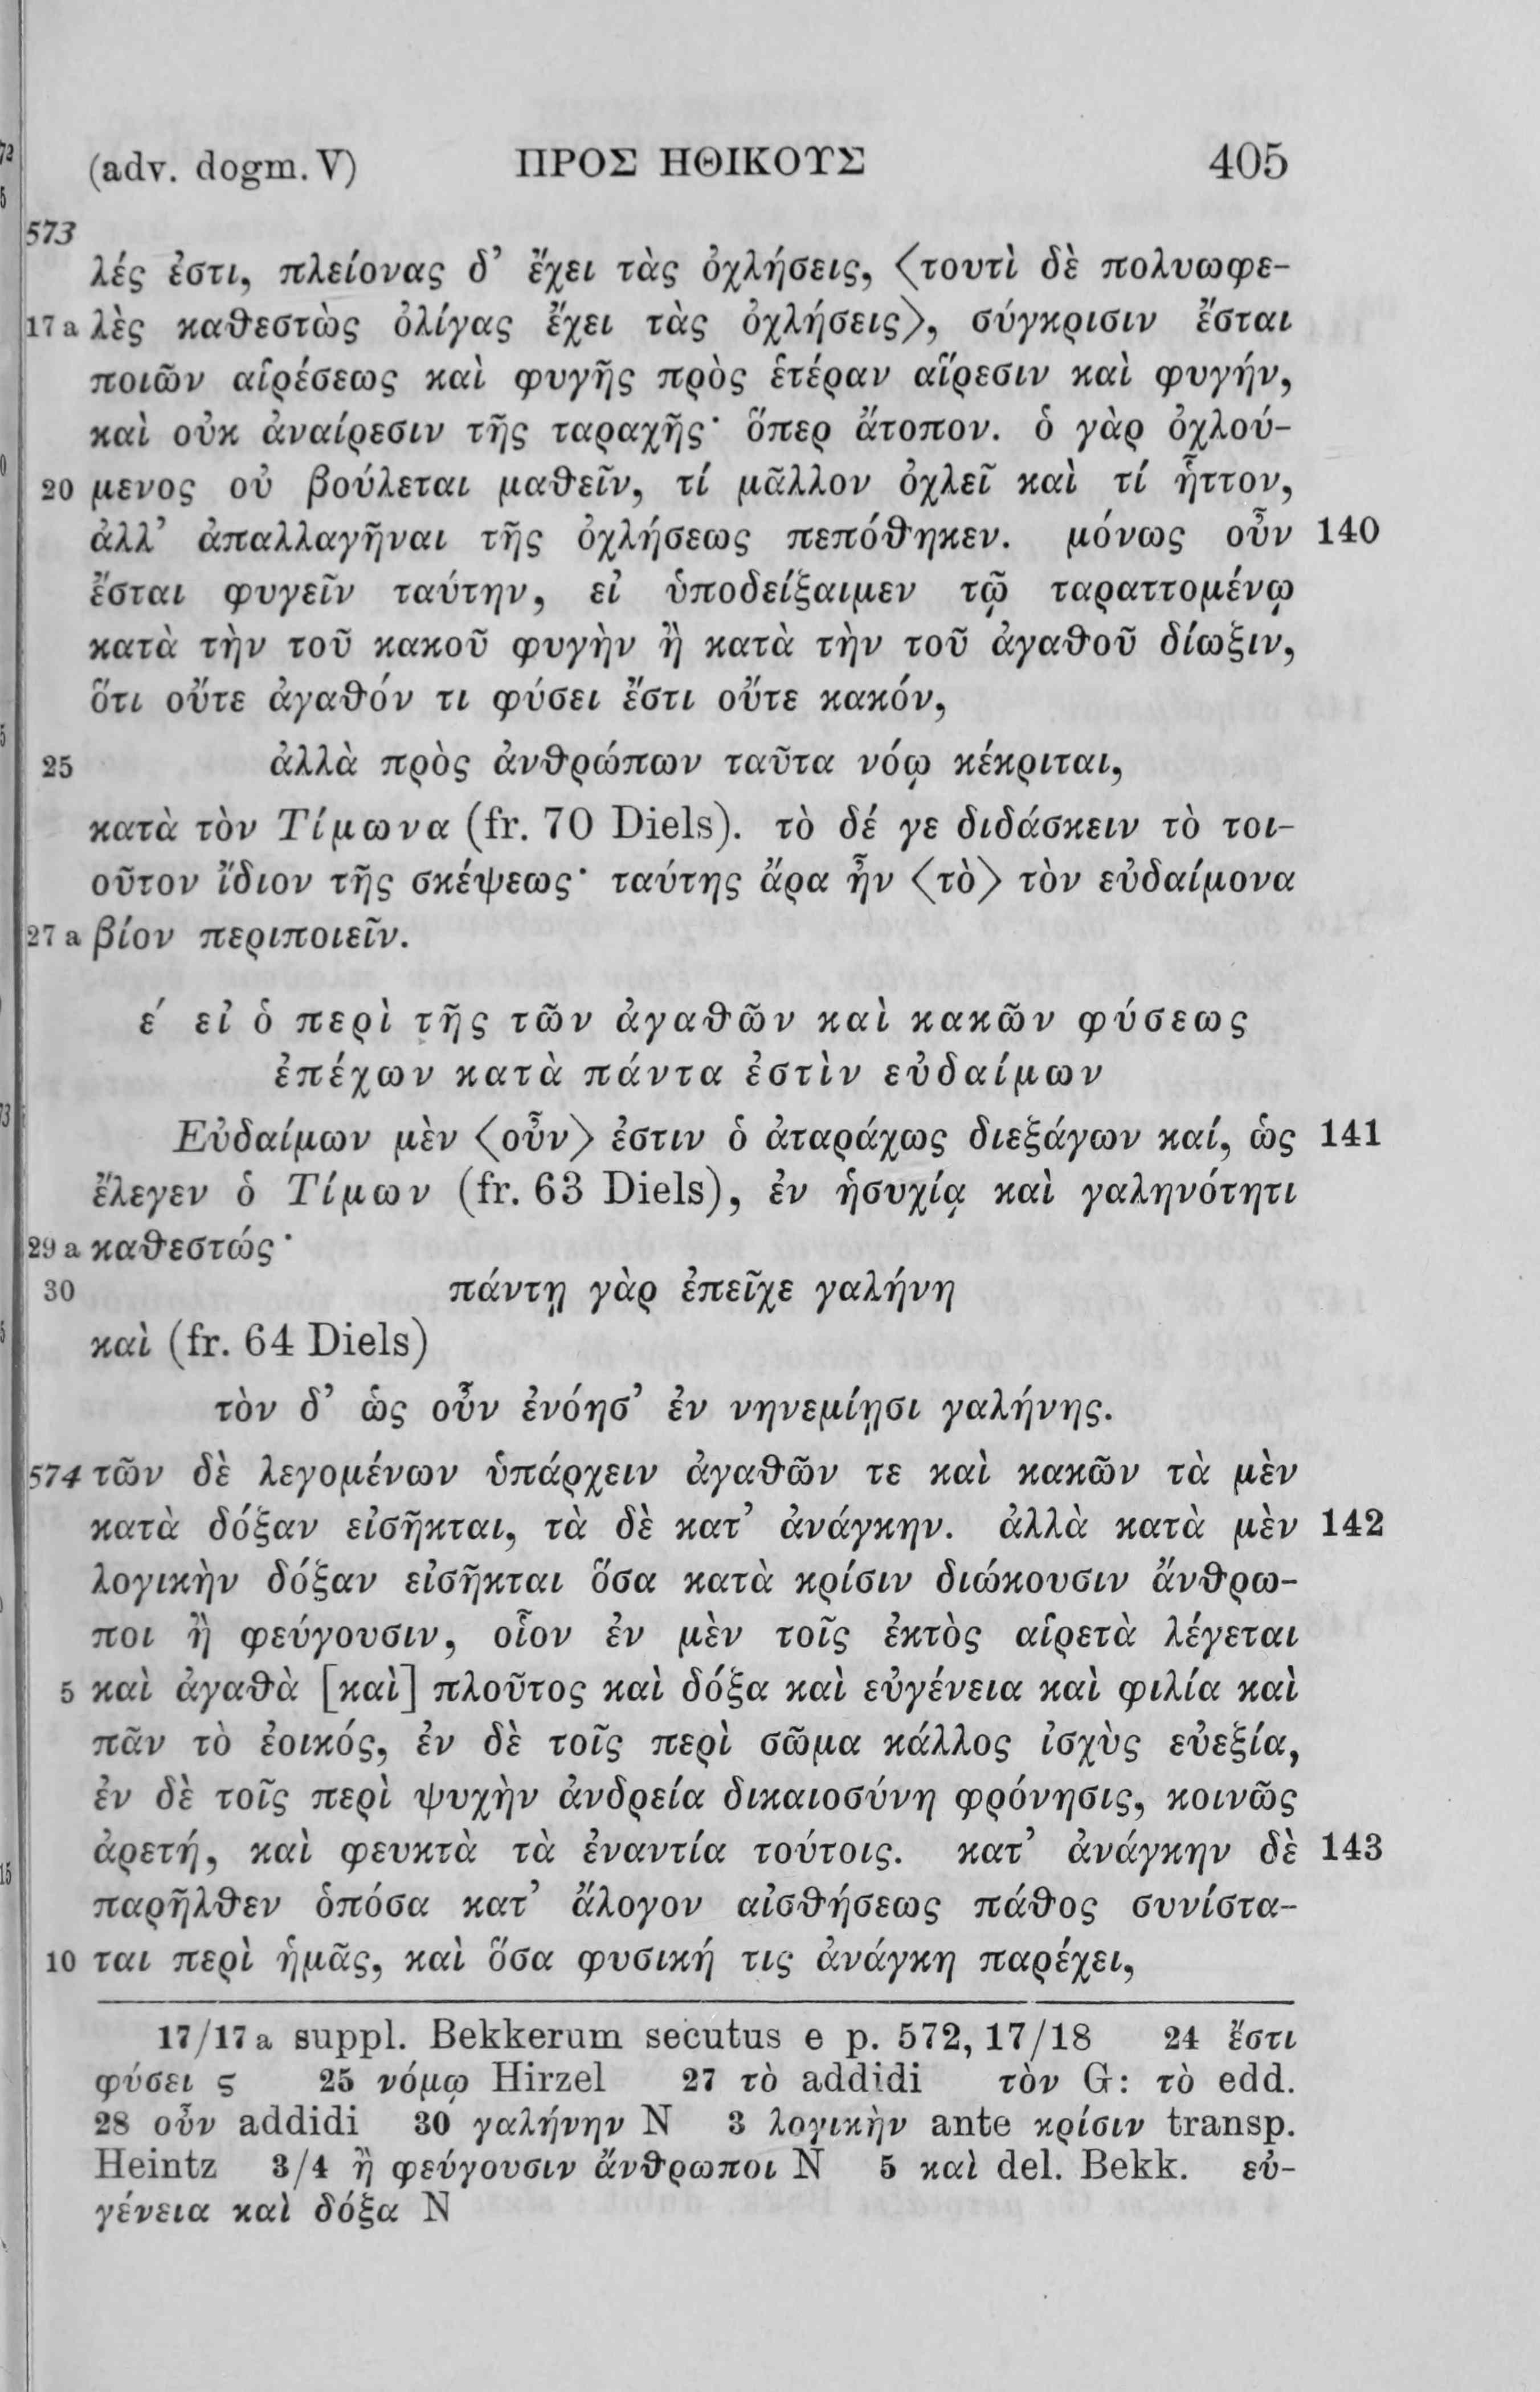 (adv. dogm. V) ΠΡΟΣ ΗΘΙΚΟΥΣ 405
573
λές ἐστι, πλείονας δ’ ἔχει τὰς ὀχλήσεις, ⟨τουτὶ δὲ πολυωφε-
17 a λὲς καθεστὼς ὀλίγας ἔχει τὰς ὀχλήσεις⟩, σύγκρισιν ἔσται
ποιῶν αἱρέσεως καὶ φυγῆς πρὸς ἑτέραν αἵρεσιν καὶ φυγήν,
καὶ οὐκ ἀναίρεσιν τῆς ταραχῆς· ὅπερ ἄτοπον. ὁ γὰρ ὀχλού-
20 μενος οὐ βούλεται μαθεῖν, τί μᾶλλον ὀχλεῖ καὶ τί ἧττον,
ἀλλ’ ἀπαλλαγῆναι τῆς ὀχλήσεως πεπόθηκεν. μόνως οὖν 140
ἔσται φυγεῖν ταύτην, εἰ ὑποδείξαιμεν τῷ ταραττομένῳ
κατὰ τὴν τοῦ κακοῦ φυγὴν ἢ κατὰ τὴν τοῦ ἀγαθοῦ δίωξιν,
ὅτι οὔτε ἀγαθόν τι φύσει ἔστι οὔτε κακόν,
25 ἀλλὰ πρὸς ἀνθρώπων ταῦτα νόῳ κέκριται,
κατὰ τὸν Τίμωνα (fr. 70 Diels). τὸ δέ γε διδάσκειν τὸ τοι-
οῦτον ἴδιον τῆς σκέψεως· ταύτης ἄρα ἦν ⟨τὸ⟩ τὸν εὐδαίμονα
27 a βίον περιποιεῖν.
ε′ εἰ ὁ περὶ τῆς τῶν ἀγαθῶν καὶ κακῶν φύσεως
ἐπέχων κατὰ πάντα ἐστὶν εὐδαίμων
Εὐδαίμων μὲν ⟨οὖν⟩ ἐστιν ὁ ἀταράχως διεξάγων καί, ὡς 141
ἔλεγεν ὁ Τίμων (fr. 63 Diels), ἐν ἡσυχίᾳ καὶ γαληνότητι
29 a καθεστώς·
30 πάντῃ γὰρ ἐπεῖχε γαλήνη
καὶ (fr. 64 Diels)
τὸν δ’ ὡς οὖν ἐνόησ’ ἐν νηνεμίῃσι γαλήνης.
574 τῶν δὲ λεγομένων ὑπάρχειν ἀγαθῶν τε καὶ κακῶν τὰ μὲν
κατὰ δόξαν εἰσῆκται, τὰ δὲ κατ’ ἀνάγκην. ἀλλὰ κατὰ μὲν 142
λογικὴν δόξαν εἰσῆκται ὅσα κατὰ κρίσιν διώκουσιν ἄνθρω-
ποι ἢ φεύγουσιν, οἷον ἐν μὲν τοῖς ἐκτὸς αἱρετὰ λέγεται
5 καὶ ἀγαθὰ [καὶ] πλοῦτος καὶ δόξα καὶ εὐγένεια καὶ φιλία καὶ
πᾶν τὸ ἐοικός, ἐν δὲ τοῖς περὶ σῶμα κάλλος ἰσχὺς εὐεξία,
ἐν δὲ τοῖς περὶ ψυχὴν ἀνδρεία δικαιοσύνη φρόνησις, κοινῶς
ἀρετή, καὶ φευκτὰ τὰ ἐναντία τούτοις. κατ’ ἀνάγκην δὲ 143
παρῆλθεν ὁπόσα κατ’ ἄλογον αἰσθήσεως πάθος συνίστα-
10 ται περὶ ἡμᾶς, καὶ ὅσα φυσική τις ἀνάγκη παρέχει,
17/17 a suppl. Bekkerum secutus e p. 572, 17/18 24 ἔστι
φύσει ς 25 νόμῳ Hirzel 27 τὸ addidi τὸν G: τὸ edd.
28 οὖν addidi 30 γαλήνην N 3 λογικὴν ante κρίσιν transp.
Heintz 3/4 ἢ φεύγουσιν ἄνθρωποι N 5 καὶ del. Bekk. εὐ-
γένεια καὶ δόξα N